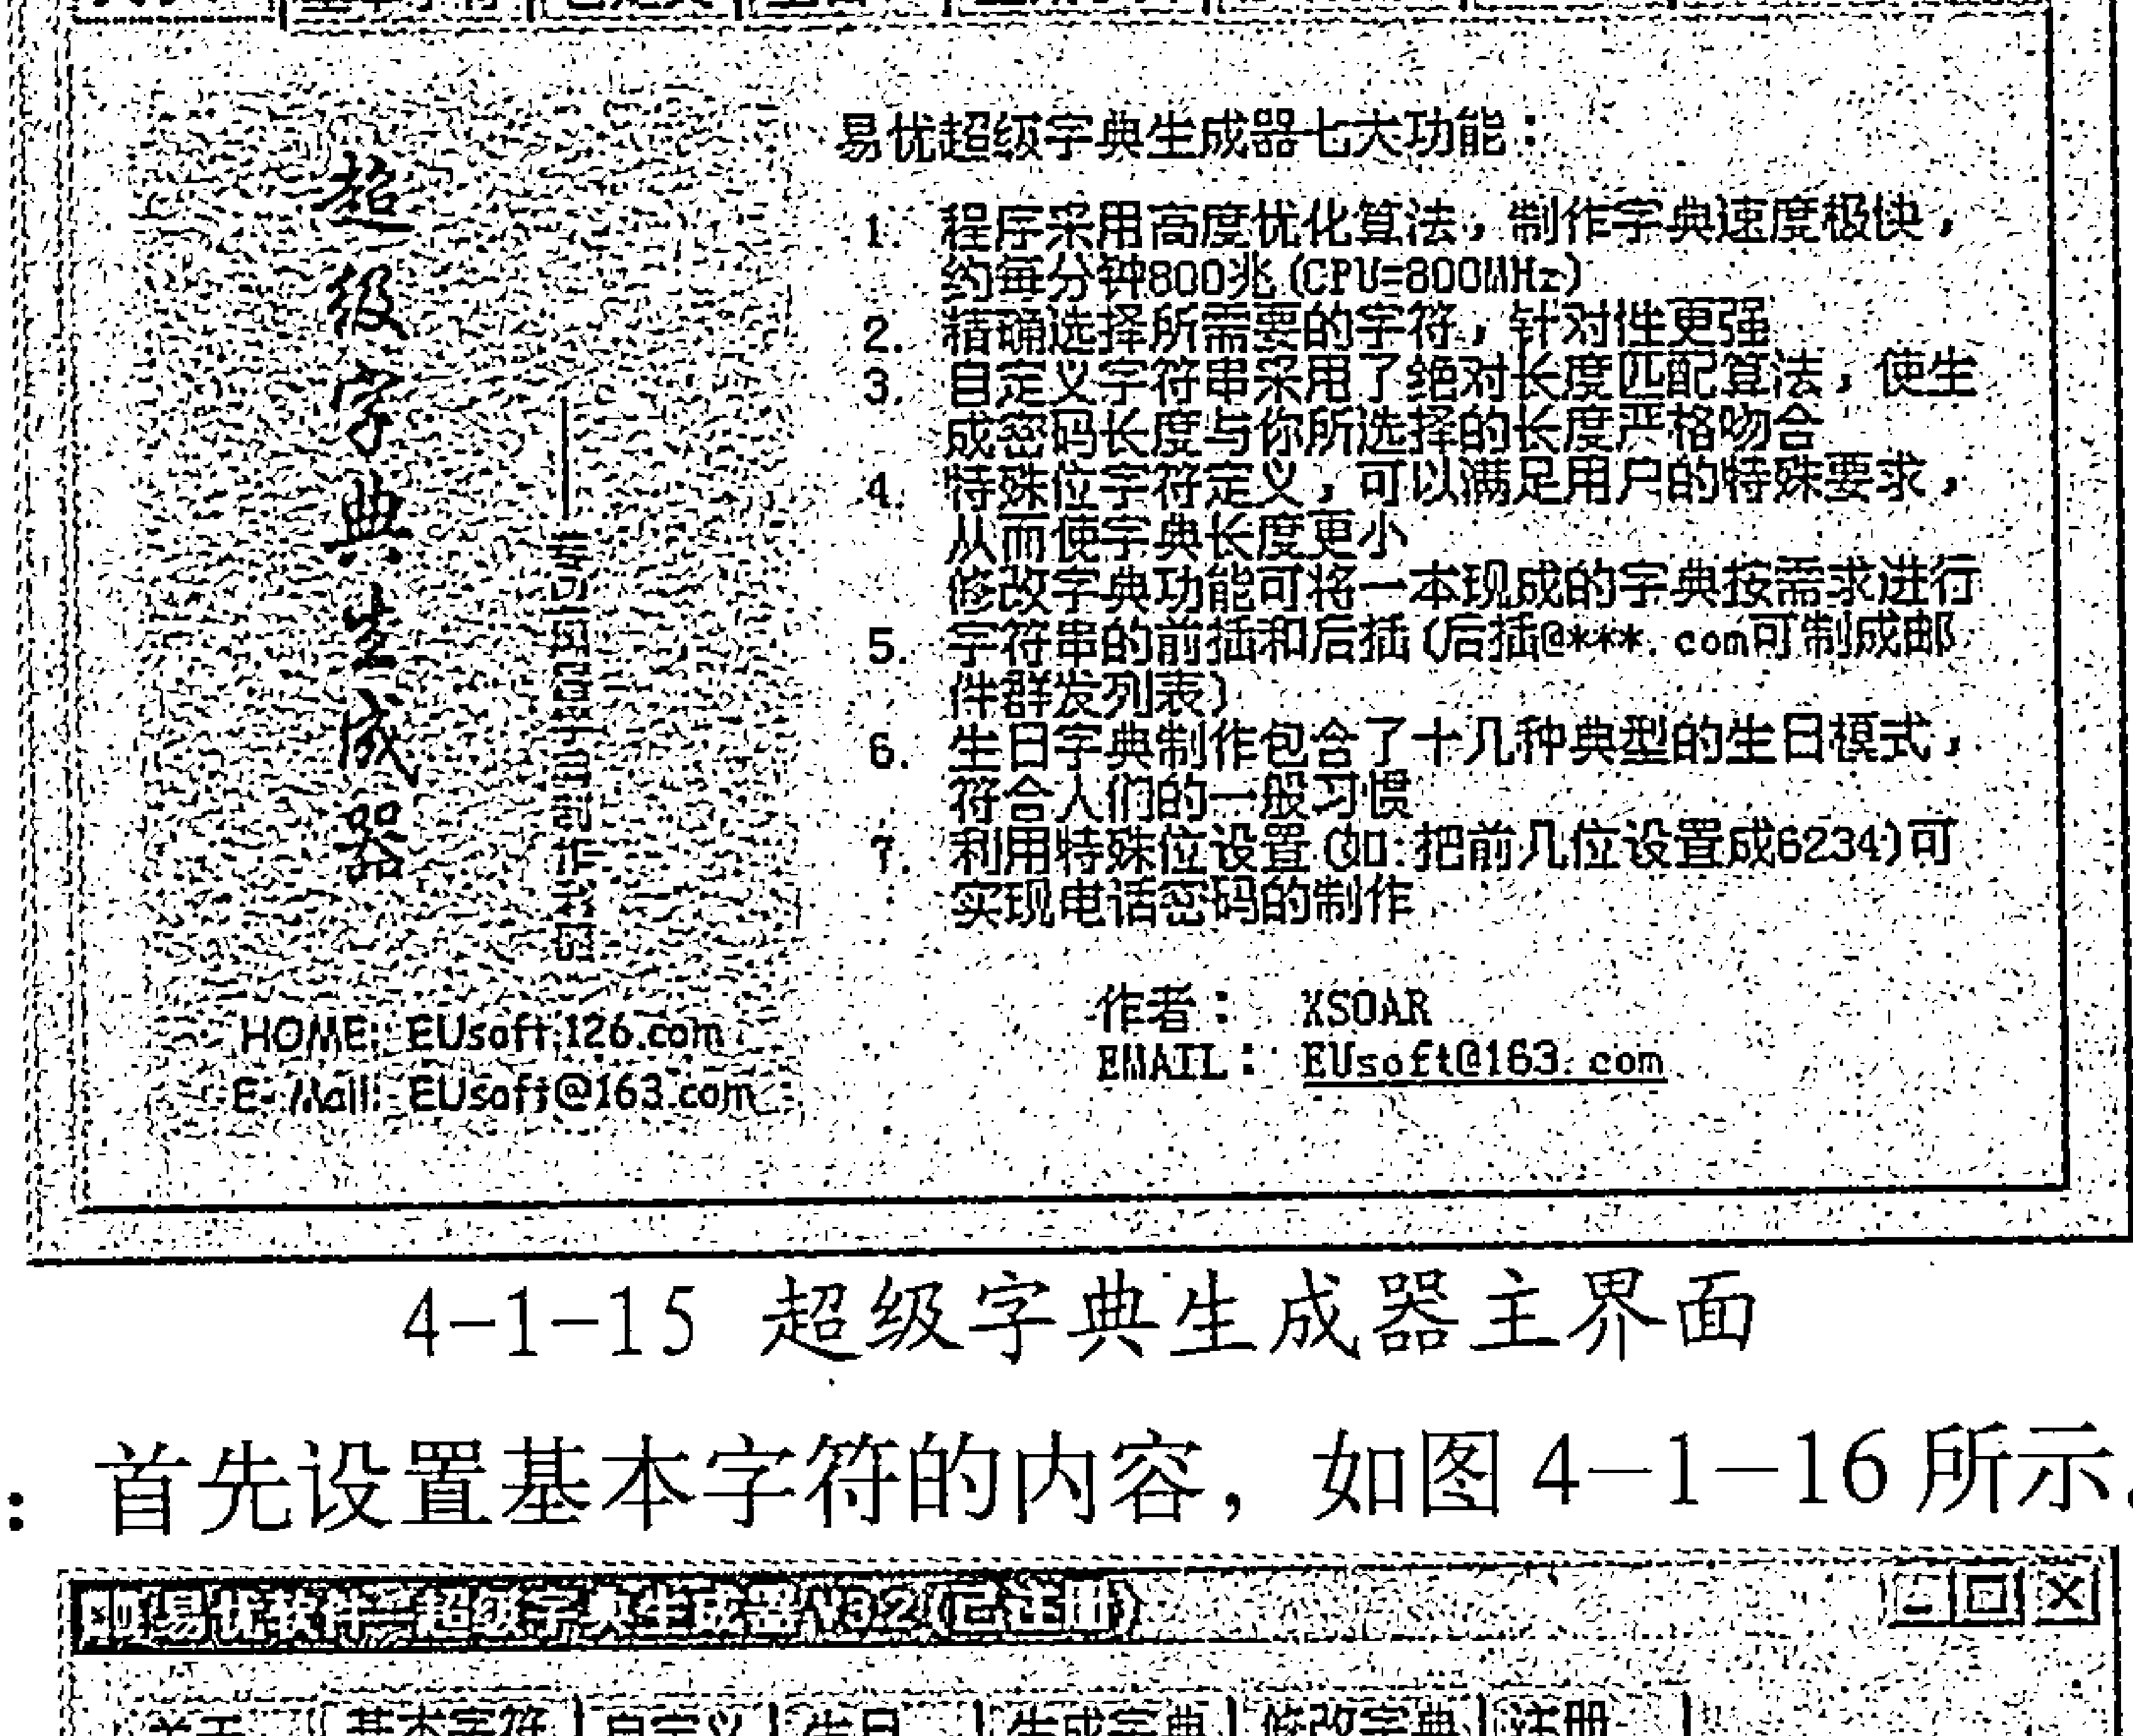 超级字典生成器
易优超级字典生成器七大功能：
1. 程序采用高度优化算法，制作字典速度极快，
约每分钟800兆(CPU=800MHz)
2. 精确选择所需要的字符，针对性更强
3. 自定义字符串采用了绝对长度匹配算法，使生
成密码长度与你所选择的长度严格吻合
4. 特殊位字符定义，可以满足用户的特殊要求，
从而使字典长度更小
修改字典功能可将一本现成的字典按需求进行
5. 字符串的前插和后插(后插@***.com可制成邮
件群发列表)
6. 生日字典制作包含了十几种典型的生日模式，
符合人们的一般习惯
7. 利用特殊位设置(如:把前几位设置成6234)可
实现电话密码的制作
HOME: EUsoft.126.com
E-Mail: EUsoft@163.com
作者： XSOAR
EMAIL： EUsoft@163.com
4-1-15 超级字典生成器主界面
：首先设置基本字符的内容，如图 4-1-16 所示.
易优软件--超级字典生成器V3.2(已注册)
关于 基本字符 自定义 生日 生成字典 修改字典 注册